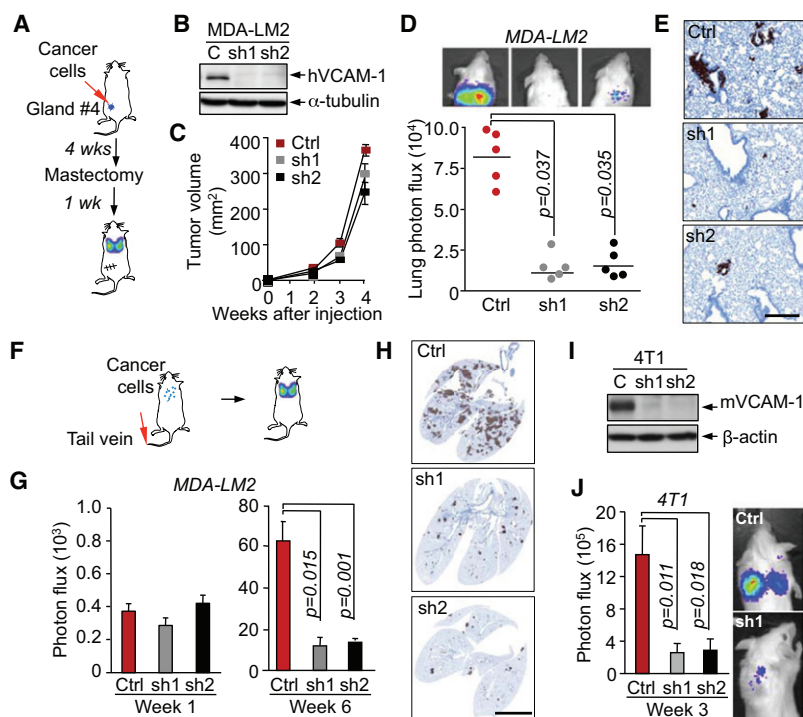 A
Cancer
cells
Gland #4
4 wks
Mastectomy
1 wk
B
MDA-LM2
C sh1 sh2
hVCAM-1
α-tubulin
C
Tumor volume
(mm²)
400
300
200
100
0
Ctrl
sh1
sh2
0 2 3 4
Weeks after injection
D
MDA-LM2
Lung photon flux (10⁴)
10.0
7.5
5.0
2.5
0
p=0.037
p=0.035
Ctrl sh1 sh2
E
Ctrl
sh1
sh2
F
Cancer
cells
Tail vein
G
MDA-LM2
Photon flux (10³)
1.0
0.8
0.6
0.4
0.2
0
Ctrl sh1 sh2
Week 1
80
60
40
20
0
p=0.015
p=0.001
Ctrl sh1 sh2
Week 6
H
Ctrl
sh1
sh2
I
4T1
C sh1 sh2
mVCAM-1
β-actin
J
4T1
Photon flux (10⁵)
20
16
12
8
4
0
p=0.011
p=0.018
Ctrl sh1 sh2
Week 3
Ctrl
sh1